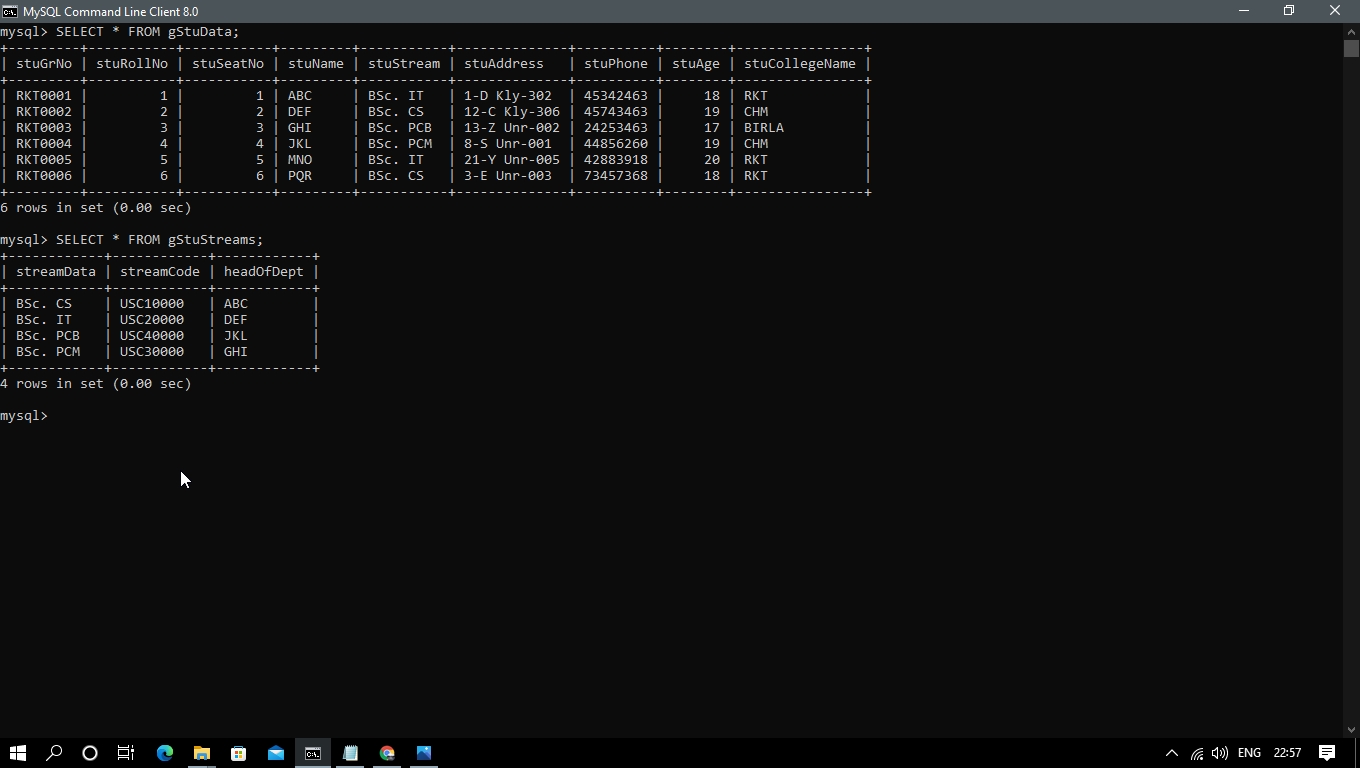 MySQL Command Line Client 8.0
mysql> SELECT * FROM gStuData;
+---------+-----------+-----------+---------+-----------+--------------+----------+--------+----------------+
| stuGrNo | stuRollNo | stuSeatNo | stuName | stuStream | stuAddress   | stuPhone | stuAge | stuCollegeName |
+---------+-----------+-----------+---------+-----------+--------------+----------+--------+----------------+
| RKT0001 |         1 |         1 | ABC     | BSc. IT   | 1-D Kly-302  | 45342463 |     18 | RKT            |
| RKT0002 |         2 |         2 | DEF     | BSc. CS   | 12-C Kly-306 | 45743463 |     19 | CHM            |
| RKT0003 |         3 |         3 | GHI     | BSc. PCB  | 13-Z Unr-002 | 24253463 |     17 | BIRLA          |
| RKT0004 |         4 |         4 | JKL     | BSc. PCM  | 8-S Unr-001  | 44856260 |     19 | CHM            |
| RKT0005 |         5 |         5 | MNO     | BSc. IT   | 21-Y Unr-005 | 42883918 |     20 | RKT            |
| RKT0006 |         6 |         6 | PQR     | BSc. CS   | 3-E Unr-003  | 73457368 |     18 | RKT            |
+---------+-----------+-----------+---------+-----------+--------------+----------+--------+----------------+
6 rows in set (0.00 sec)
mysql> SELECT * FROM gStuStreams;
+------------+------------+------------+
| streamData | streamCode | headOfDept |
+------------+------------+------------+
| BSc. CS    | USC10000   | ABC        |
| BSc. IT    | USC20000   | DEF        |
| BSc. PCB   | USC40000   | JKL        |
| BSc. PCM   | USC30000   | GHI        |
+------------+------------+------------+
4 rows in set (0.00 sec)
mysql>
ENG 22:57